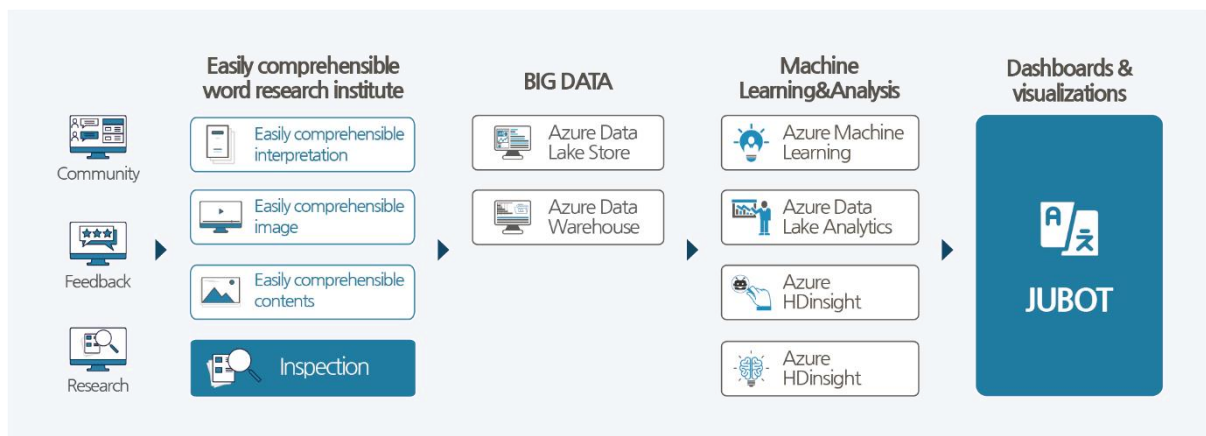 Easily comprehensible
word research institute
BIG DATA
Machine
Learning&Analysis
Dashboards &
visualizations
Community
Feedback
Research
Easily comprehensible
interpretation
Easily comprehensible
image
Easily comprehensible
contents
Inspection
Azure Data
Lake Store
Azure Data
Warehouse
Azure Machine
Learning
Azure Data
Lake Analytics
Azure
HDinsight
Azure
HDinsight
A
JUBOT